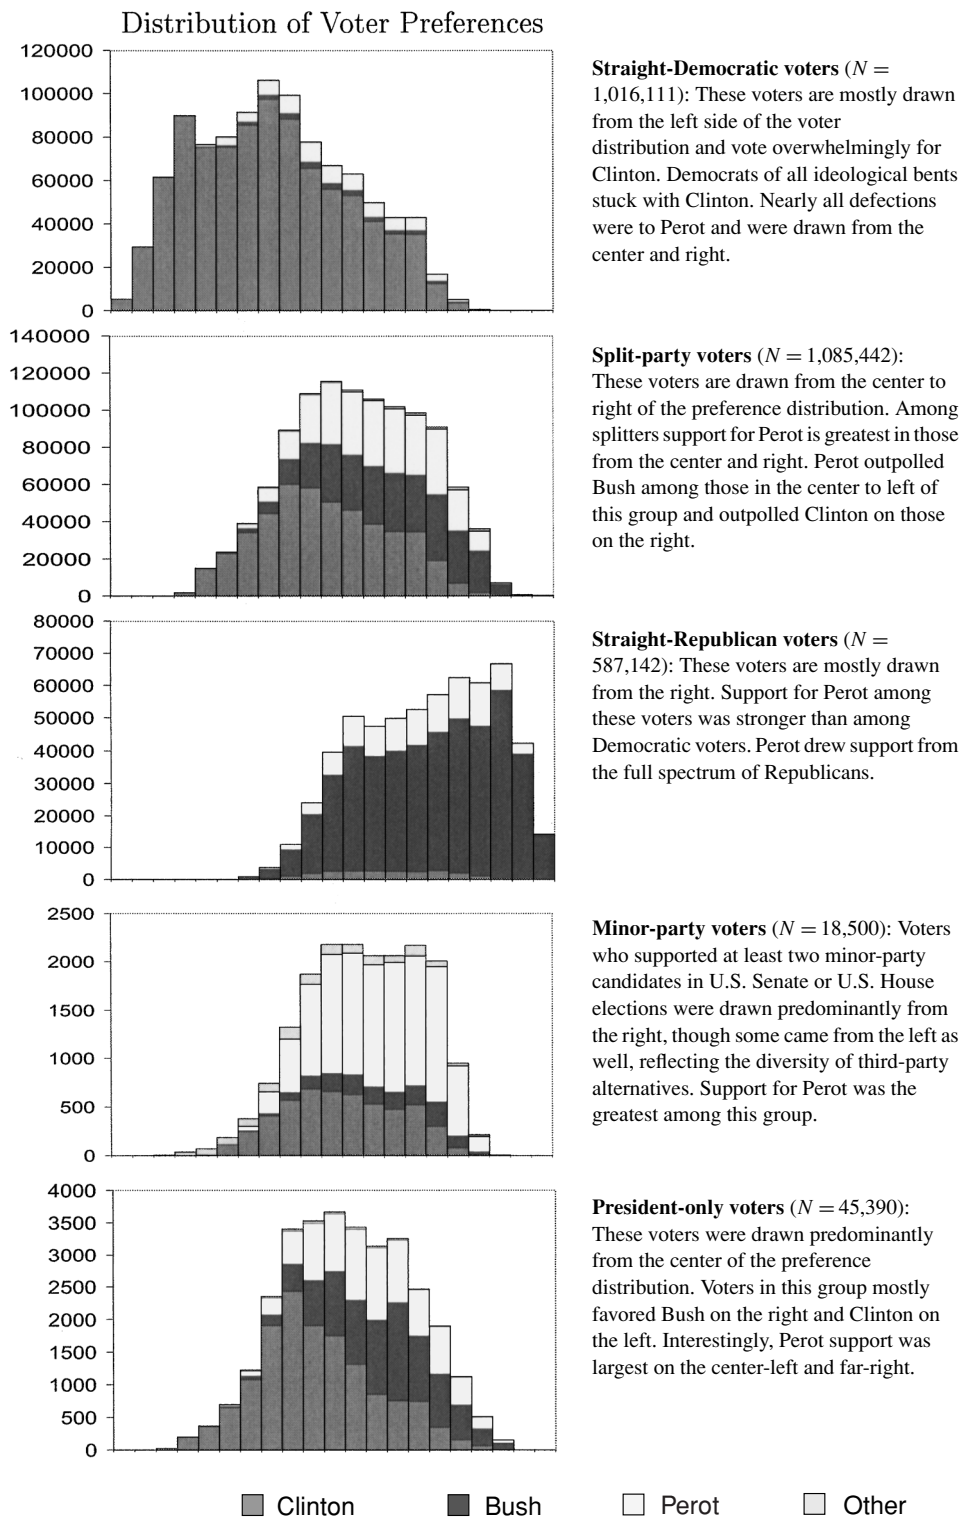 Distribution of Voter Preferences
120000
100000
80000
60000
40000
20000
0
Straight-Democratic voters (N =
1,016,111): These voters are mostly drawn
from the left side of the voter
distribution and vote overwhelmingly for
Clinton. Democrats of all ideological bents
stuck with Clinton. Nearly all defections
were to Perot and were drawn from the
center and right.
140000
120000
100000
80000
60000
40000
20000
0
Split-party voters (N = 1,085,442):
These voters are drawn from the center to
right of the preference distribution. Among
splitters support for Perot is greatest in those
from the center and right. Perot outpolled
Bush among those in the center to left of
this group and outpolled Clinton on those
on the right.
80000
70000
60000
50000
40000
30000
20000
10000
0
Straight-Republican voters (N =
587,142): These voters are mostly drawn
from the right. Support for Perot among
these voters was stronger than among
Democratic voters. Perot drew support from
the full spectrum of Republicans.
2500
2000
1500
1000
500
0
Minor-party voters (N = 18,500): Voters
who supported at least two minor-party
candidates in U.S. Senate or U.S. House
elections were drawn predominantly from
the right, though some came from the left as
well, reflecting the diversity of third-party
alternatives. Support for Perot was the
greatest among this group.
4000
3500
3000
2500
2000
1500
1000
500
0
President-only voters (N = 45,390):
These voters were drawn predominantly
from the center of the preference
distribution. Voters in this group mostly
favored Bush on the right and Clinton on
the left. Interestingly, Perot support was
largest on the center-left and far-right.
Clinton Bush Perot Other